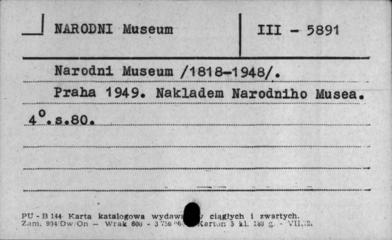 NARODNI Museum III - 5891
Narodni Museum /1818-1948/.
Praha 1949. Nakladem Narodniho Musea.
4°.s.80.
PU - B 144 Karta katalogowa ciągłych i zwartych.
Zam. 934/Dw/On — Wrak